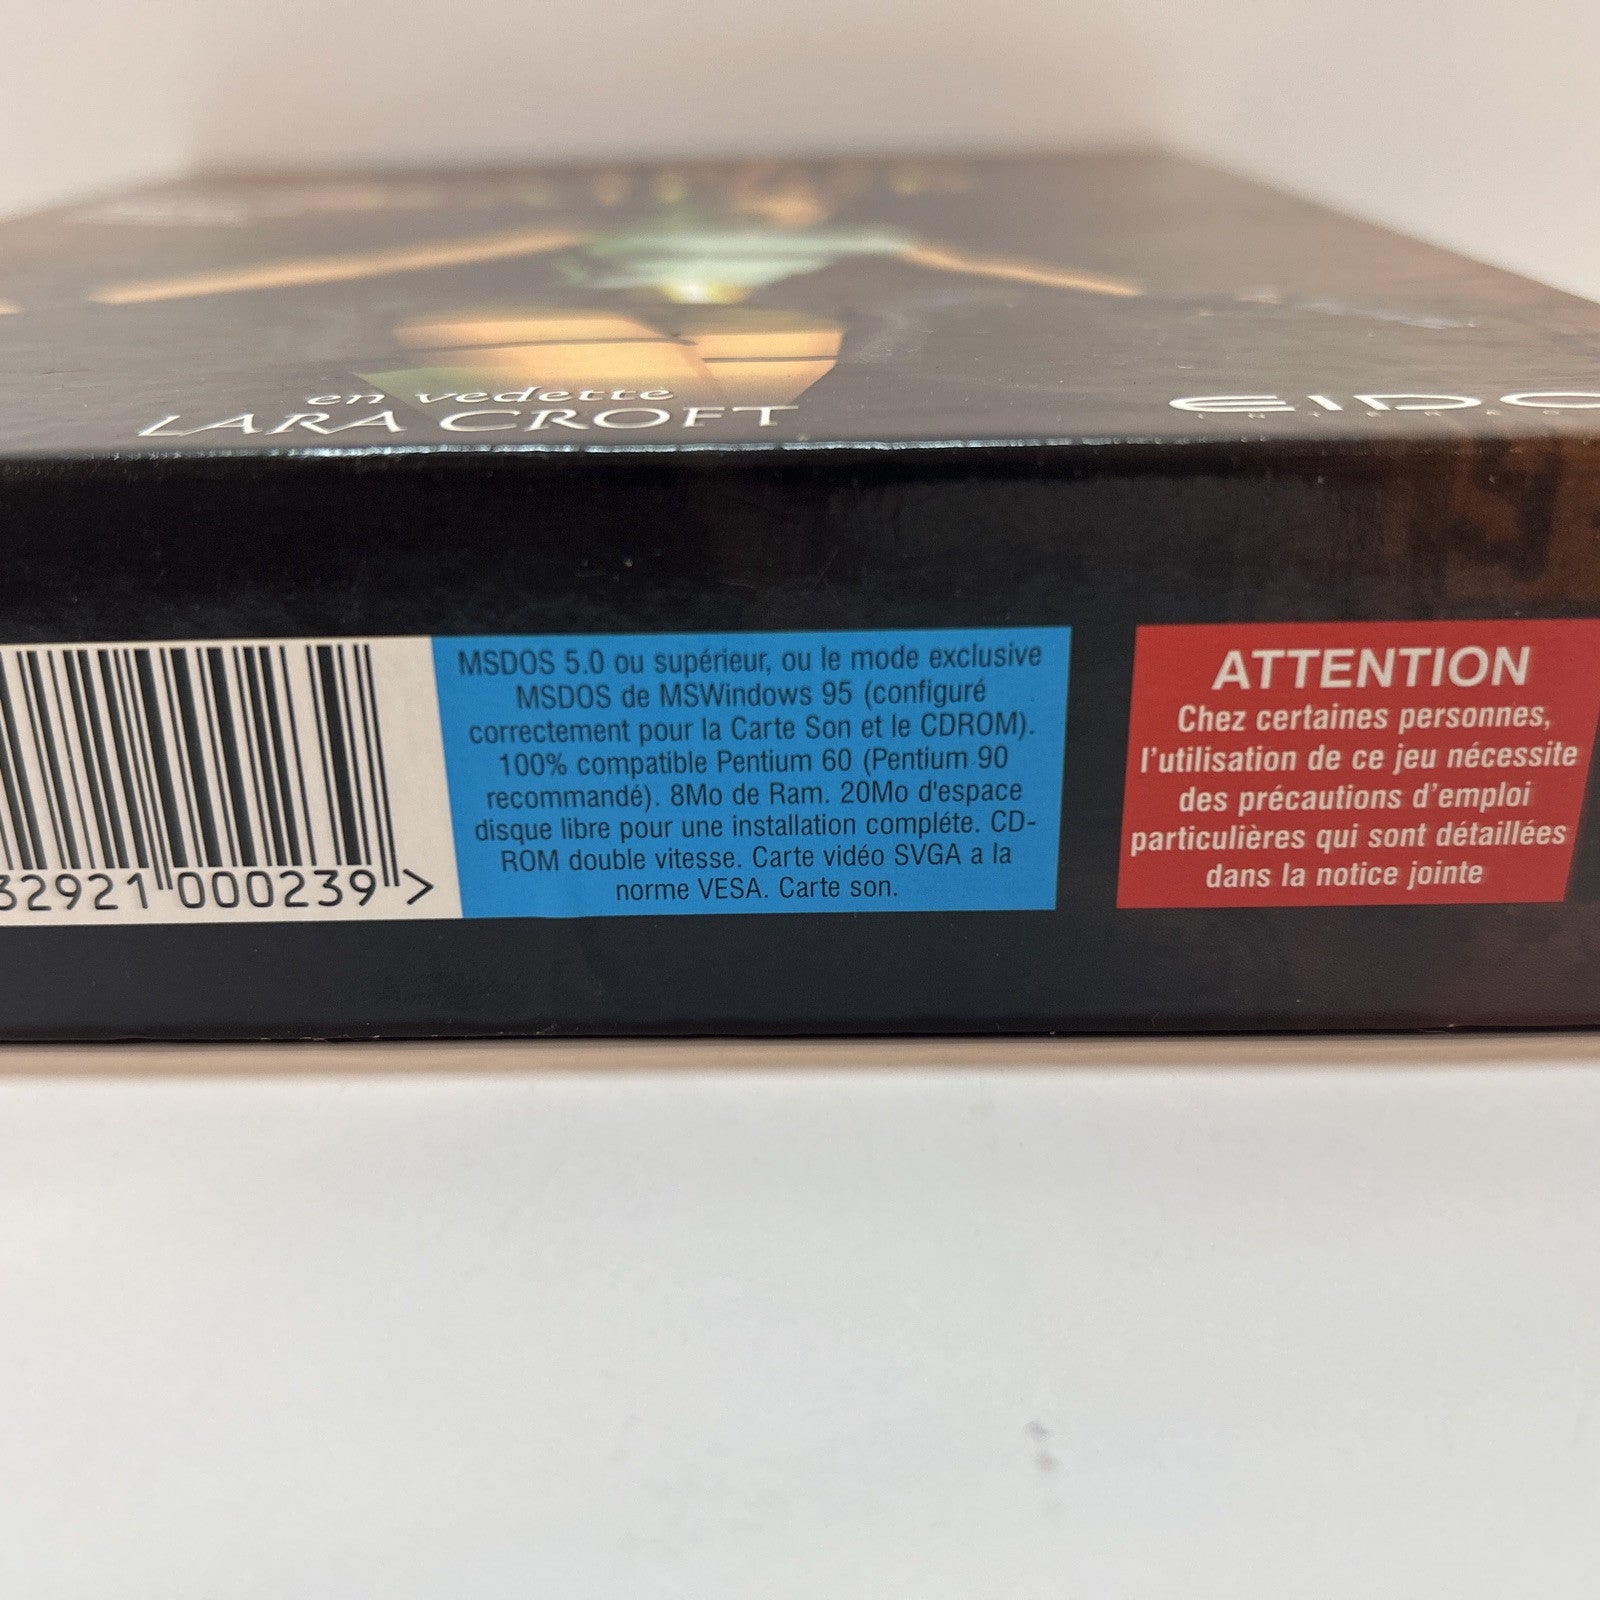 en vedette
LARA CROFT
EIDO
MSDOS 5.0 ou supérieur, ou le mode exclusive
MSDOS de MSWindows 95 (configuré
correctement pour la Carte Son et le CDROM).
100% compatible Pentium 60 (Pentium 90
recommandé). 8Mo de Ram. 20Mo d'espace
disque libre pour une installation compléte. CD-
ROM double vitesse. Carte vidéo SVGA a la
norme VESA. Carte son.
32921 000239 >
ATTENTION
Chez certaines personnes,
l'utilisation de ce jeu nécessite
des précautions d'emploi
particulières qui sont détaillées
dans la notice jointe